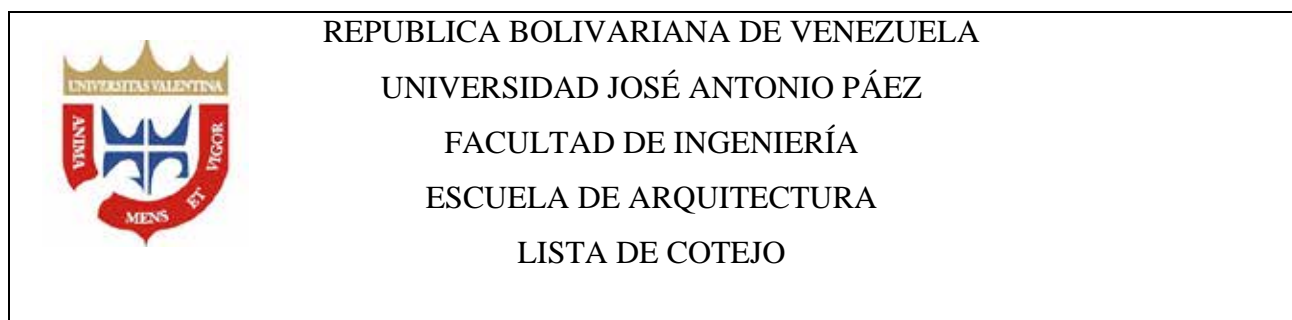 REPUBLICA BOLIVARIANA DE VENEZUELA
UNIVERSIDAD JOSÉ ANTONIO PÁEZ
FACULTAD DE INGENIERÍA
ESCUELA DE ARQUITECTURA
LISTA DE COTEJO
UNIVERSITAS VALENTINA
ANIMA
MENS
ET
VIGOR